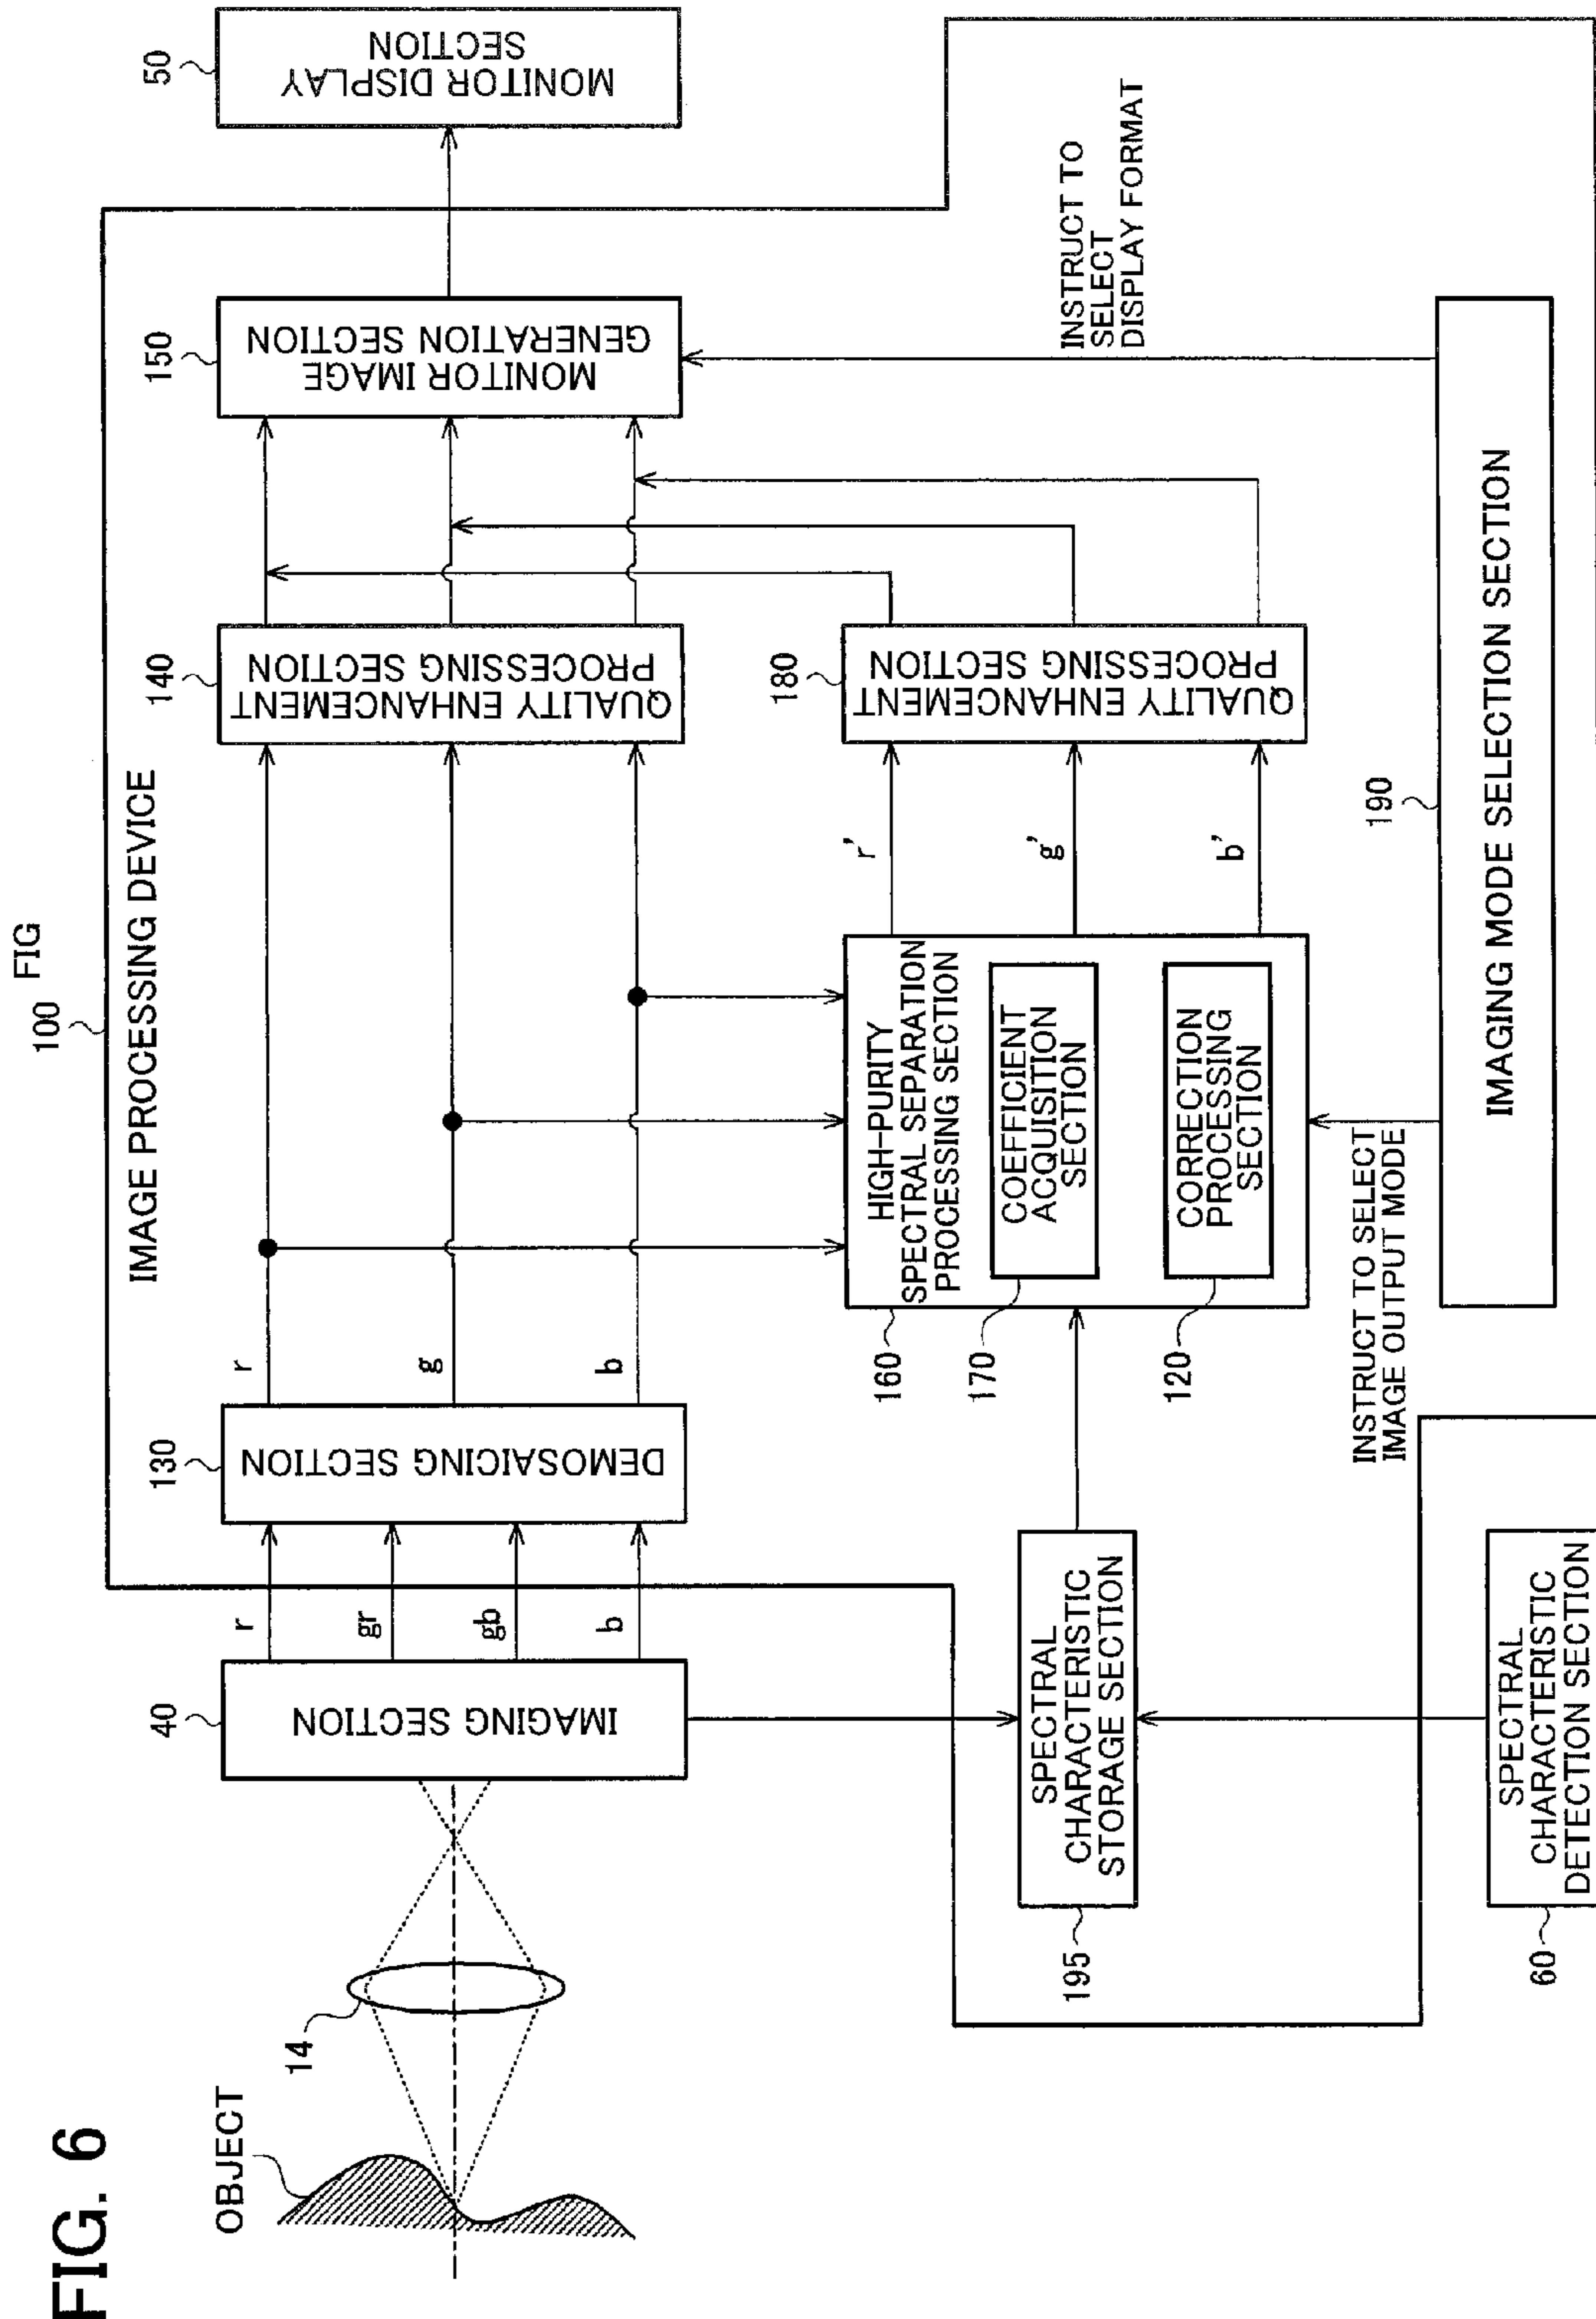 FIG. 6
FIG
100
IMAGE PROCESSING DEVICE
OBJECT
14
40
IMAGING SECTION
r
gr
gb
b
130
DEMOSAICING SECTION
r
g
b
140
QUALITY ENHANCEMENT
PROCESSING SECTION
150
MONITOR IMAGE
GENERATION SECTION
50
MONITOR DISPLAY
SECTION
160
HIGH-PURITY
SPECTRAL SEPARATION
PROCESSING SECTION
170
COEFFICIENT
ACQUISITION
SECTION
120
CORRECTION
PROCESSING
SECTION
r'
g'
b'
180
QUALITY ENHANCEMENT
PROCESSING SECTION
INSTRUCT TO
SELECT
DISPLAY FORMAT
195
SPECTRAL
CHARACTERISTIC
STORAGE SECTION
INSTRUCT TO SELECT
IMAGE OUTPUT MODE
190
IMAGING MODE SELECTION SECTION
60
SPECTRAL
CHARACTERISTIC
DETECTION SECTION